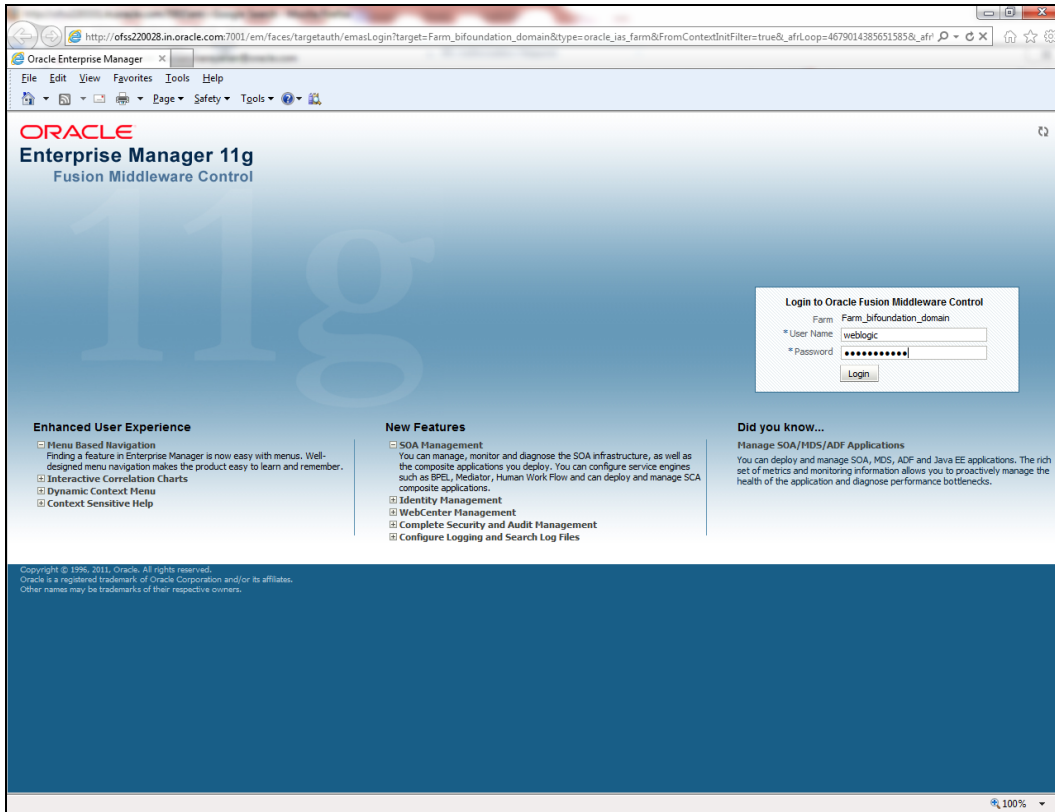 http://ofss220028.in.oracle.com:7001/em/faces/targetauth/emasLogin?target=Farm_bifoundation_domain&type=oracle_ias_farm&FromContextInitFilter=true&_afrLoop=4679014385651585&_afr
Oracle Enterprise Manager
File Edit View Favorites Tools Help
Page Safety Tools
ORACLE
Enterprise Manager 11g
Fusion Middleware Control
11g
Login to Oracle Fusion Middleware Control
Farm Farm_bifoundation_domain
* User Name weblogic
* Password
Login
Enhanced User Experience
Menu Based Navigation
Finding a feature in Enterprise Manager is now easy with menus. Well-
designed menu navigation makes the product easy to learn and remember.
Interactive Correlation Charts
Dynamic Context Menu
Context Sensitive Help
New Features
SOA Management
You can manage, monitor and diagnose the SOA infrastructure, as well as
the composite applications you deploy. You can configure service engines
such as BPEL, Mediator, Human Work Flow and can deploy and manage SCA
composite applications.
Identity Management
WebCenter Management
Complete Security and Audit Management
Configure Logging and Search Log Files
Did you know...
Manage SOA/MDS/ADF Applications
You can deploy and manage SOA, MDS, ADF and Java EE applications. The rich
set of metrics and monitoring information allows you to proactively manage the
health of the application and diagnose performance bottlenecks.
Copyright © 1996, 2011, Oracle. All rights reserved.
Oracle is a registered trademark of Oracle Corporation and/or its affiliates.
Other names may be trademarks of their respective owners.
100%